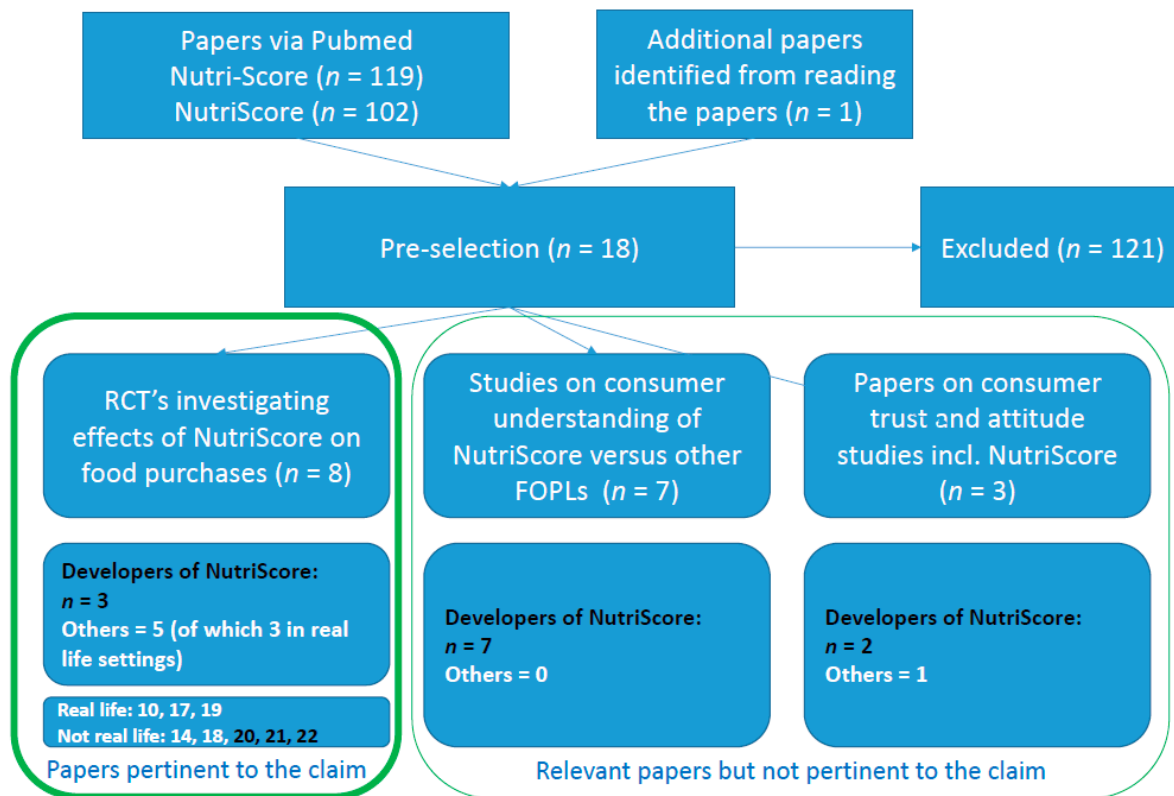 Papers via Pubmed
Nutri-Score (n = 119)
NutriScore (n = 102)
Additional papers
identified from reading
the papers (n = 1)
Pre-selection (n = 18)
Excluded (n = 121)
RCT's investigating
effects of NutriScore on
food purchases (n = 8)
Studies on consumer
understanding of
NutriScore versus other
FOPLs (n = 7)
Papers on consumer
trust and attitude
studies incl. NutriScore
(n = 3)
Developers of NutriScore:
n = 3
Others = 5 (of which 3 in real
life settings)
Developers of NutriScore:
n = 7
Others = 0
Developers of NutriScore:
n = 2
Others = 1
Real life: 10, 17, 19
Not real life: 14, 18, 20, 21, 22
Papers pertinent to the claim
Relevant papers but not pertinent to the claim